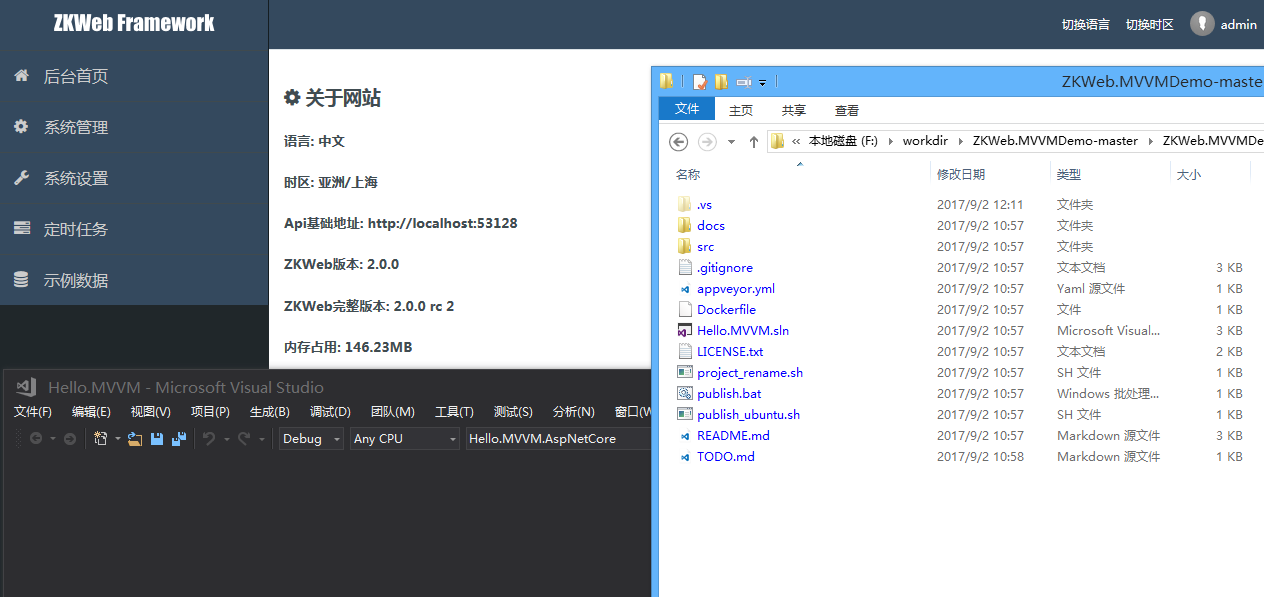 ZKWeb Framework
切换语言 切换时区 admin
后台首页
系统管理
系统设置
定时任务
示例数据
关于网站
语言: 中文
时区: 亚洲/上海
Api基础地址: http://localhost:53128
ZKWeb版本: 2.0.0
ZKWeb完整版本: 2.0.0 rc 2
内存占用: 146.23MB
Hello.MVVM - Microsoft Visual Studio
文件(F) 编辑(E) 视图(V) 项目(P) 生成(B) 调试(D) 团队(M) 工具(T) 测试(S) 分析(N) 窗口(W
Debug Any CPU Hello.MVVM.AspNetCore
ZKWeb.MVVMDemo-maste
文件 主页 共享 查看
« 本地磁盘 (F:) workdir ZKWeb.MVVMDemo-master ZKWeb.MVVMDe
名称 修改日期 类型 大小
.vs 2017/9/2 12:11 文件夹
docs 2017/9/2 10:57 文件夹
src 2017/9/2 10:57 文件夹
.gitignore 2017/9/2 10:57 文本文档 3 KB
appveyor.yml 2017/9/2 10:57 Yaml 源文件 1 KB
Dockerfile 2017/9/2 10:57 文件 1 KB
Hello.MVVM.sln 2017/9/2 10:57 Microsoft Visual... 3 KB
LICENSE.txt 2017/9/2 10:57 文本文档 2 KB
project_rename.sh 2017/9/2 10:57 SH 文件 1 KB
publish.bat 2017/9/2 10:57 Windows 批处理... 1 KB
publish_ubuntu.sh 2017/9/2 10:57 SH 文件 1 KB
README.md 2017/9/2 10:57 Markdown 源文件 3 KB
TODO.md 2017/9/2 10:58 Markdown 源文件 1 KB